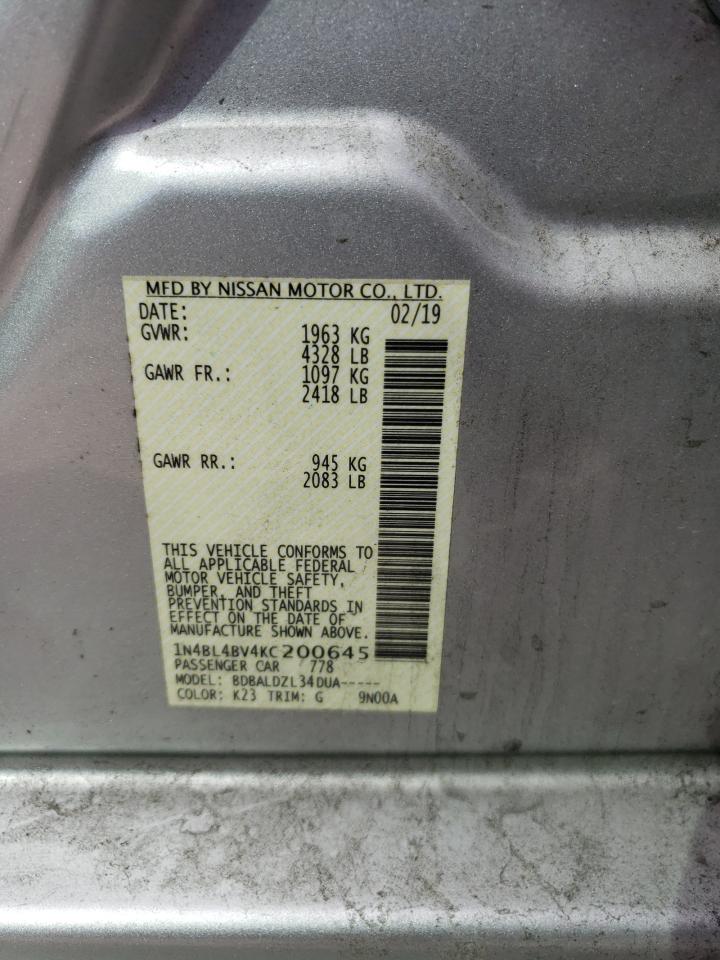 MFD BY NISSAN MOTOR CO., LTD.
DATE: 02/19
GVWR: 1963 KG
4328 LB
GAWR FR.: 1097 KG
2418 LB
GAWR RR.: 945 KG
2083 LB
THIS VEHICLE CONFORMS TO
ALL APPLICABLE FEDERAL
MOTOR VEHICLE SAFETY,
BUMPER, AND THEFT
PREVENTION STANDARDS IN
EFFECT ON THE DATE OF
MANUFACTURE SHOWN ABOVE.
1N4BL4BV4KC200645
PASSENGER CAR 778
MODEL: BDBALDZL34DUA-----
COLOR: K23 TRIM: G 9N00A